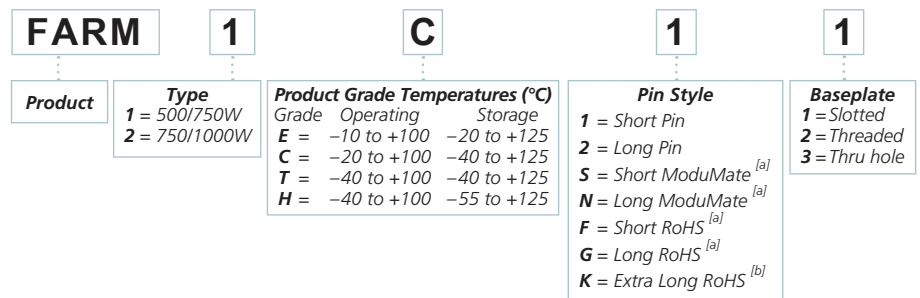 FARM 1 C 1 1
Product
Type
1 = 500/750W
2 = 750/1000W
Product Grade Temperatures (°C)
Grade Operating Storage
E = –10 to +100 –20 to +125
C = –20 to +100 –40 to +125
T = –40 to +100 –40 to +125
H = –40 to +100 –55 to +125
Pin Style
1 = Short Pin
2 = Long Pin
S = Short ModuMate [a]
N = Long ModuMate [a]
F = Short RoHS [a]
G = Long RoHS [a]
K = Extra Long RoHS [b]
Baseplate
1 = Slotted
2 = Threaded
3 = Thru hole